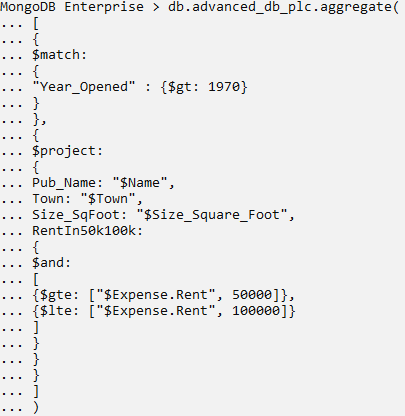 MongoDB Enterprise > db.advanced_db_plc.aggregate(
... [
... {
... $match:
... {
... "Year_Opened" : {$gt: 1970}
... }
... },
... {
... $project:
... {
... Pub_Name: "$Name",
... Town: "$Town",
... Size_SqFoot: "$Size_Square_Foot",
... RentIn50k100k:
... {
... $and:
... [
... {$gte: ["$Expense.Rent", 50000]},
... {$lte: ["$Expense.Rent", 100000]}
... ]
... }
... }
... }
... ]
... )